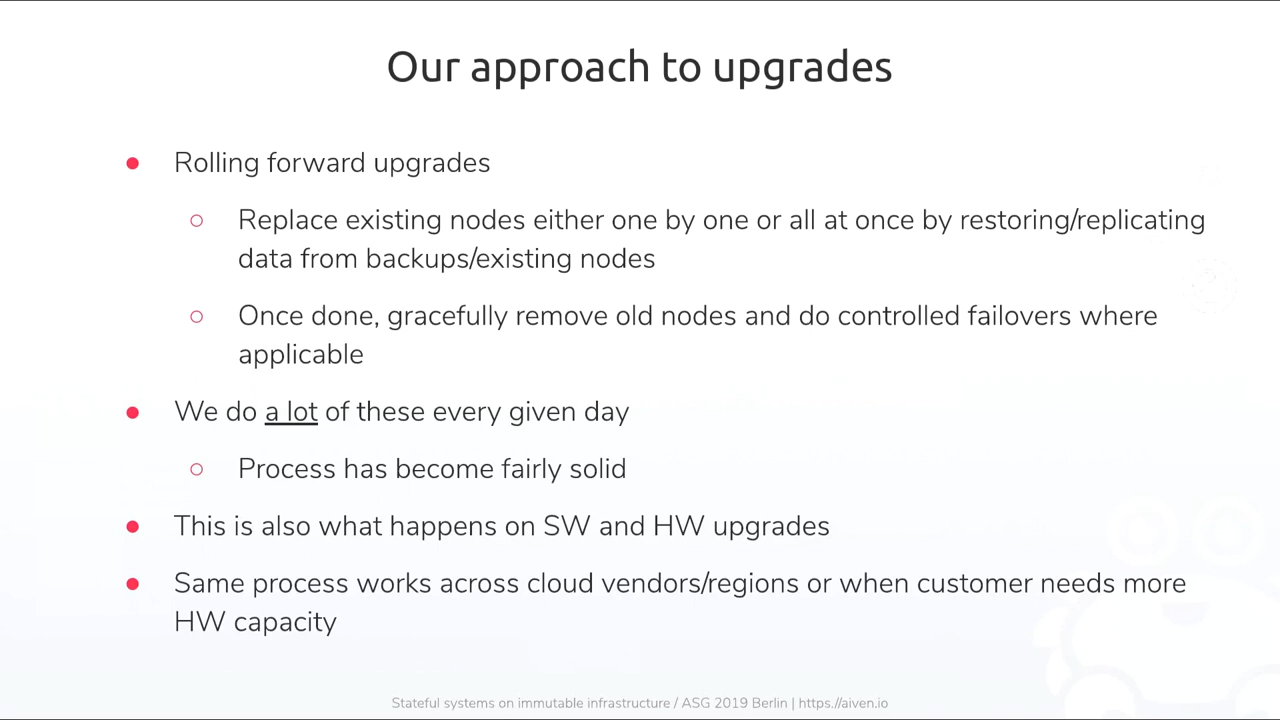 Our approach to upgrades
● Rolling forward upgrades
○ Replace existing nodes either one by one or all at once by restoring/replicating
data from backups/existing nodes
○ Once done, gracefully remove old nodes and do controlled failovers where
applicable
● We do a lot of these every given day
○ Process has become fairly solid
● This is also what happens on SW and HW upgrades
● Same process works across cloud vendors/regions or when customer needs more
HW capacity
Stateful systems on immutable infrastructure / ASG 2019 Berlin | https://aiven.io